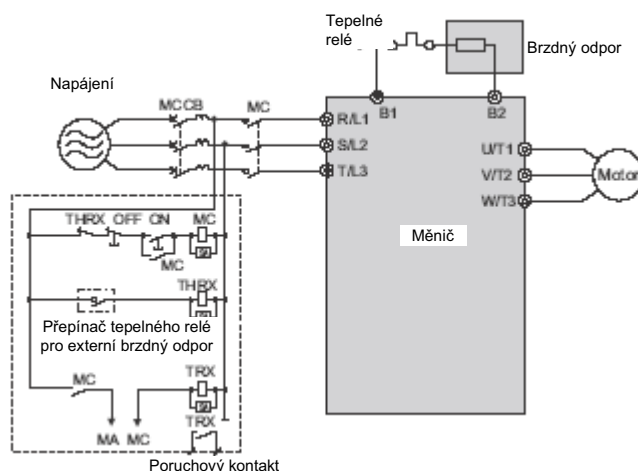 Tepelné
relé
Brzdný odpor
Napájení
MCCB
MC
B1
B2
R/L1
S/L2
T/L3
U/T1
V/T2
W/T3
Motor
Měnič
THRX OFF ON MC
MC
THRX
Přepínač tepelného relé
pro externí brzdný odpor
MC
TRX
MA MC
TRX
Poruchový kontakt